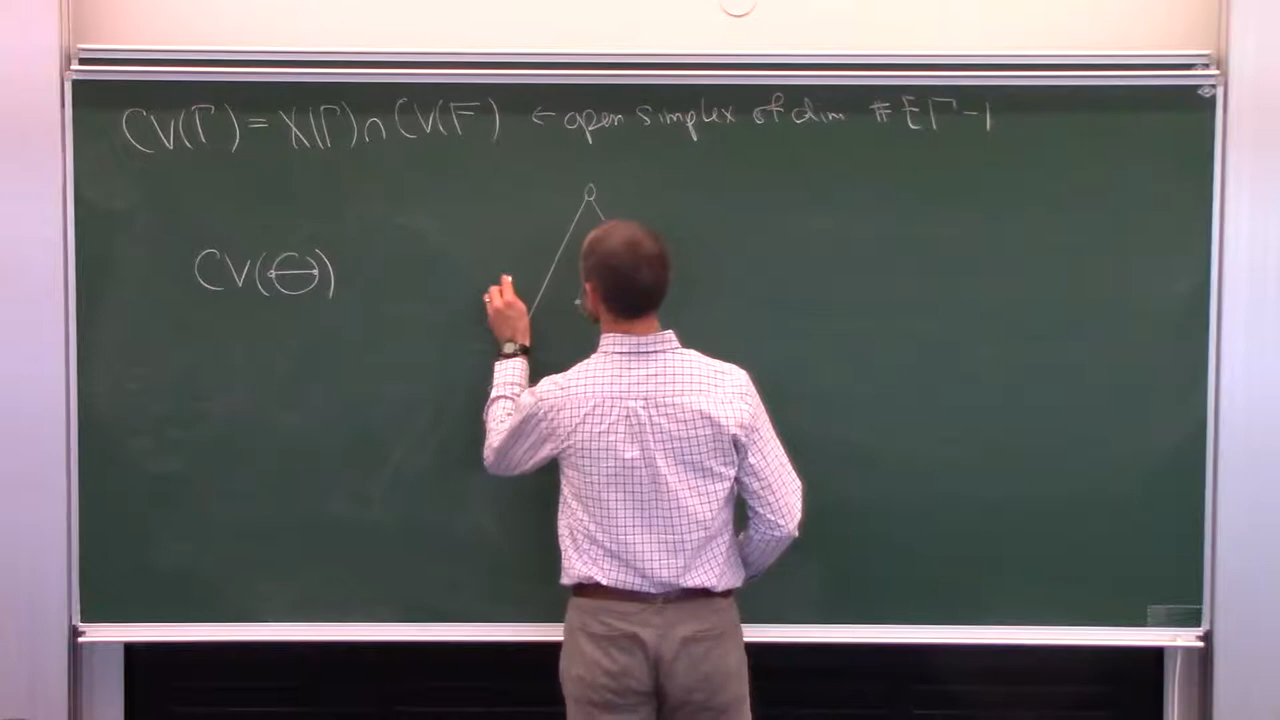 CV(Γ) = X(Γ) ∩ CV(F) ← open simplex of dim # EΓ - 1
CV(⊖)